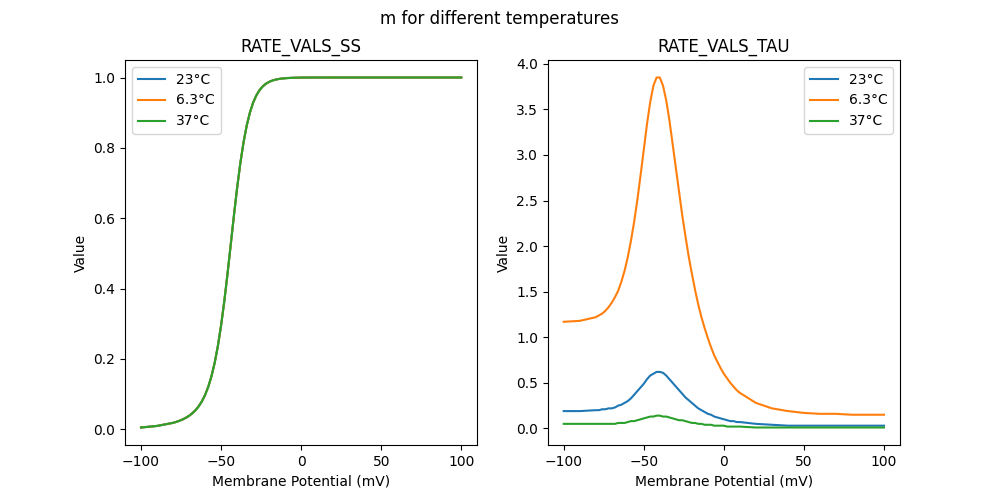 m for different temperatures
RATE_VALS_SS
23°C
6.3°C
37°C
1.0
0.8
0.6
0.4
0.2
0.0
Value
−100
−50
0
50
100
Membrane Potential (mV)
RATE_VALS_TAU
23°C
6.3°C
37°C
4.0
3.5
3.0
2.5
2.0
1.5
1.0
0.5
0.0
Value
−100
−50
0
50
100
Membrane Potential (mV)